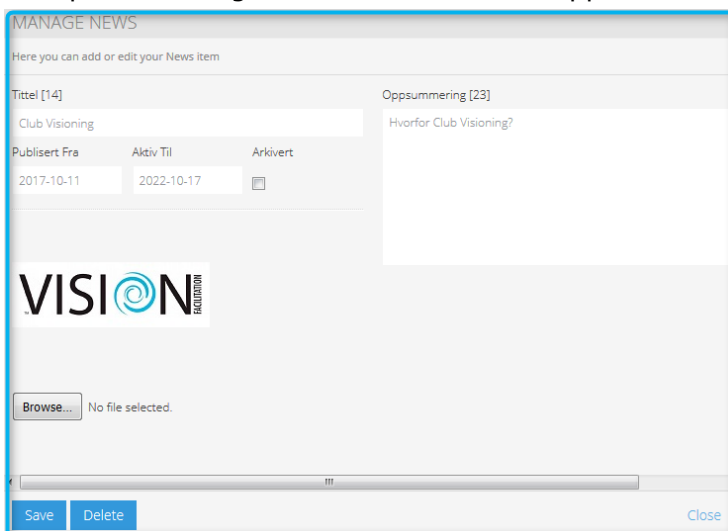 MANAGE NEWS
Here you can add or edit your News item
Tittel [14]
Club Visioning
Publisert Fra Aktiv Til Arkivert
2017-10-11 2022-10-17
Oppsummering [23]
Hvorfor Club Visioning?
VISION FACILITATION
Browse... No file selected.
Save Delete Close